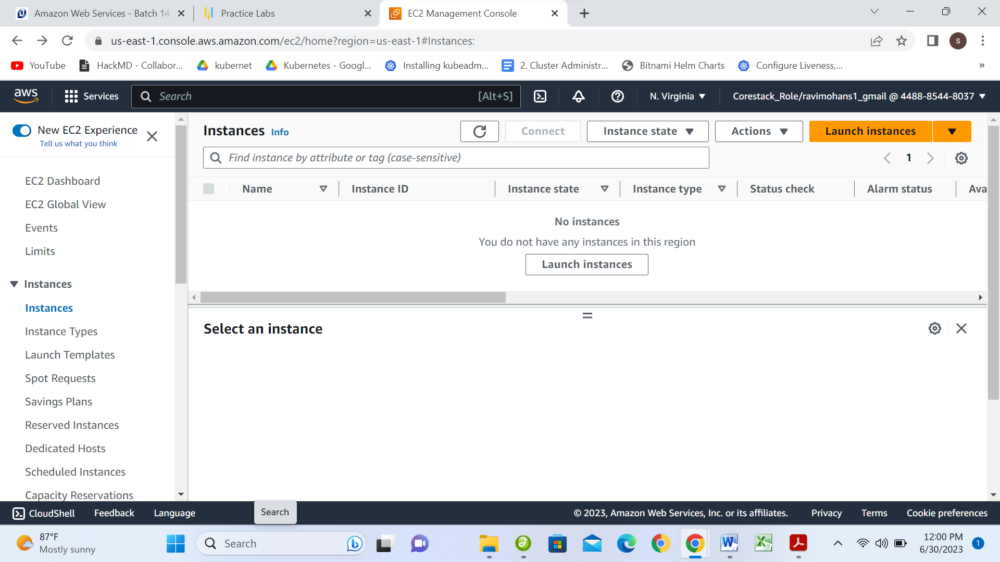 Amazon Web Services - Batch 14
Practice Labs
EC2 Management Console
us-east-1.console.aws.amazon.com/ec2/home?region=us-east-1#Instances:
S
YouTube
HackMD - Collabor...
kubernet
Kubernetes - Googl...
Installing kubeadm...
2. Cluster Administr...
Bitnami Helm Charts
Configure Liveness,...
»
aws
Services
Search
[Alt+S]
N. Virginia
Corestack_Role/ravimohans1_gmail @ 4488-8544-8037
New EC2 Experience
Tell us what you think
EC2 Dashboard
EC2 Global View
Events
Limits
Instances
Instances
Instance Types
Launch Templates
Spot Requests
Savings Plans
Reserved Instances
Dedicated Hosts
Scheduled Instances
Capacity Reservations
Instances Info
Connect
Instance state
Actions
Launch instances
Find instance by attribute or tag (case-sensitive)
1
Name
Instance ID
Instance state
Instance type
Status check
Alarm status
Ava
No instances
You do not have any instances in this region
Launch instances
Select an instance
CloudShell
Feedback
Language
Search
© 2023, Amazon Web Services, Inc. or its affiliates.
Privacy
Terms
Cookie preferences
87°F
Mostly sunny
Search
12:00 PM
6/30/2023
1